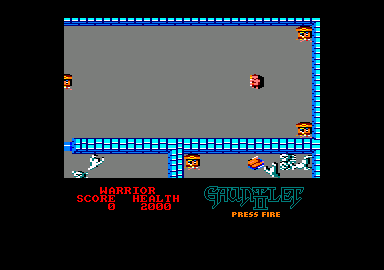 WARRIOR
SCORE HEALTH
0 2000
GAUNTLET
II
PRESS FIRE